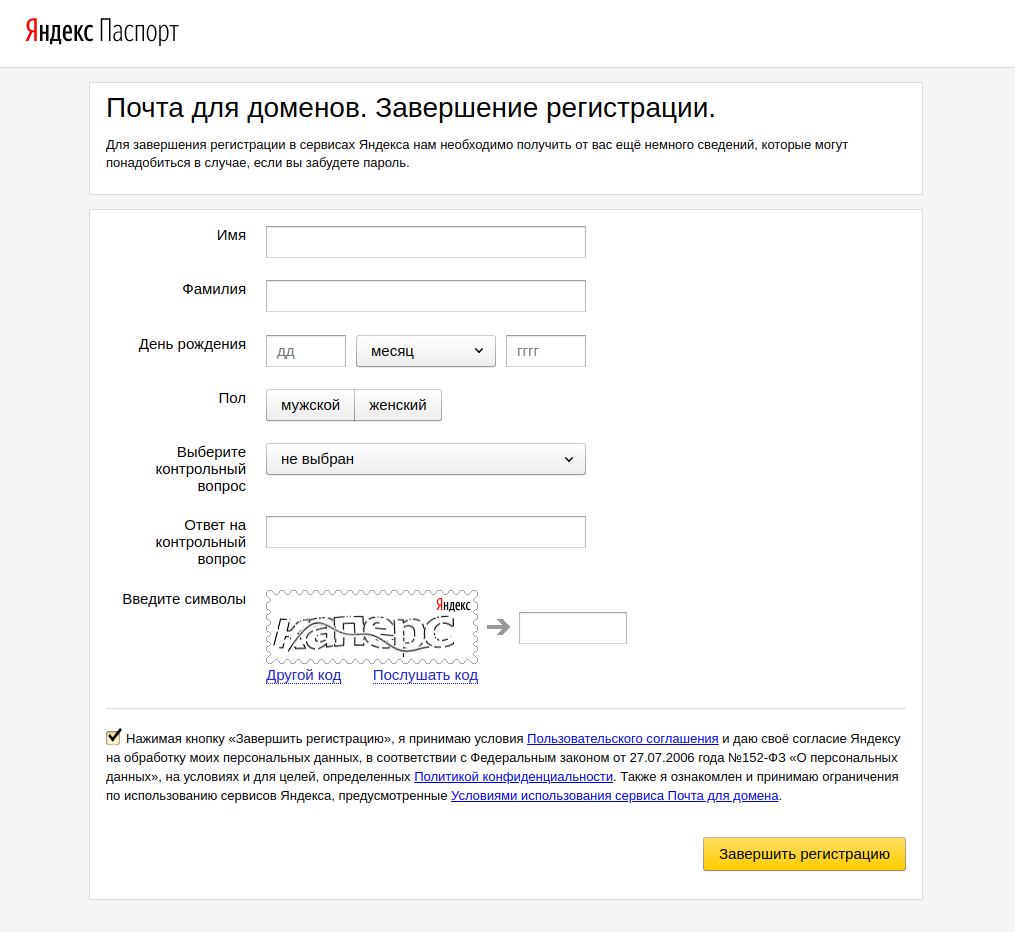 Яндекс Паспорт
Почта для доменов. Завершение регистрации.
Для завершения регистрации в сервисах Яндекса нам необходимо получить от вас ещё немного сведений, которые могут
понадобиться в случае, если вы забудете пароль.
Имя
Фамилия
День рождения
дд
месяц
гггг
Пол
мужской
женский
Выберите
контрольный
вопрос
не выбран
Ответ на
контрольный
вопрос
Введите символы
Яндекс
каперс
Другой код
Послушать код
Нажимая кнопку «Завершить регистрацию», я принимаю условия Пользовательского соглашения и даю своё согласие Яндексу
на обработку моих персональных данных, в соответствии с Федеральным законом от 27.07.2006 года №152-ФЗ «О персональных
данных», на условиях и для целей, определенных Политикой конфиденциальности. Также я ознакомлен и принимаю ограничения
по использованию сервисов Яндекса, предусмотренные Условиями использования сервиса Почта для домена.
Завершить регистрацию